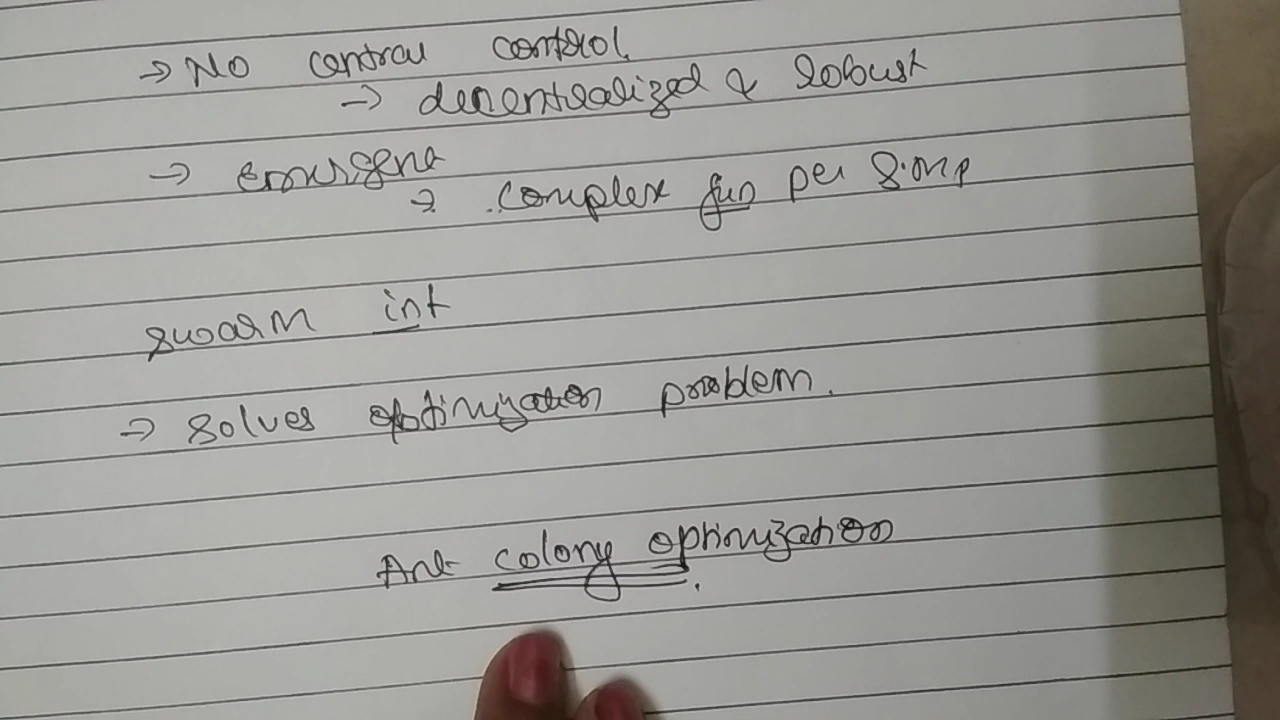 → No central control.
→ decentralized & robust
→ emergence
→ complex fun per simp
swarm int
→ solves optimization problem.
Ant colony optimization.